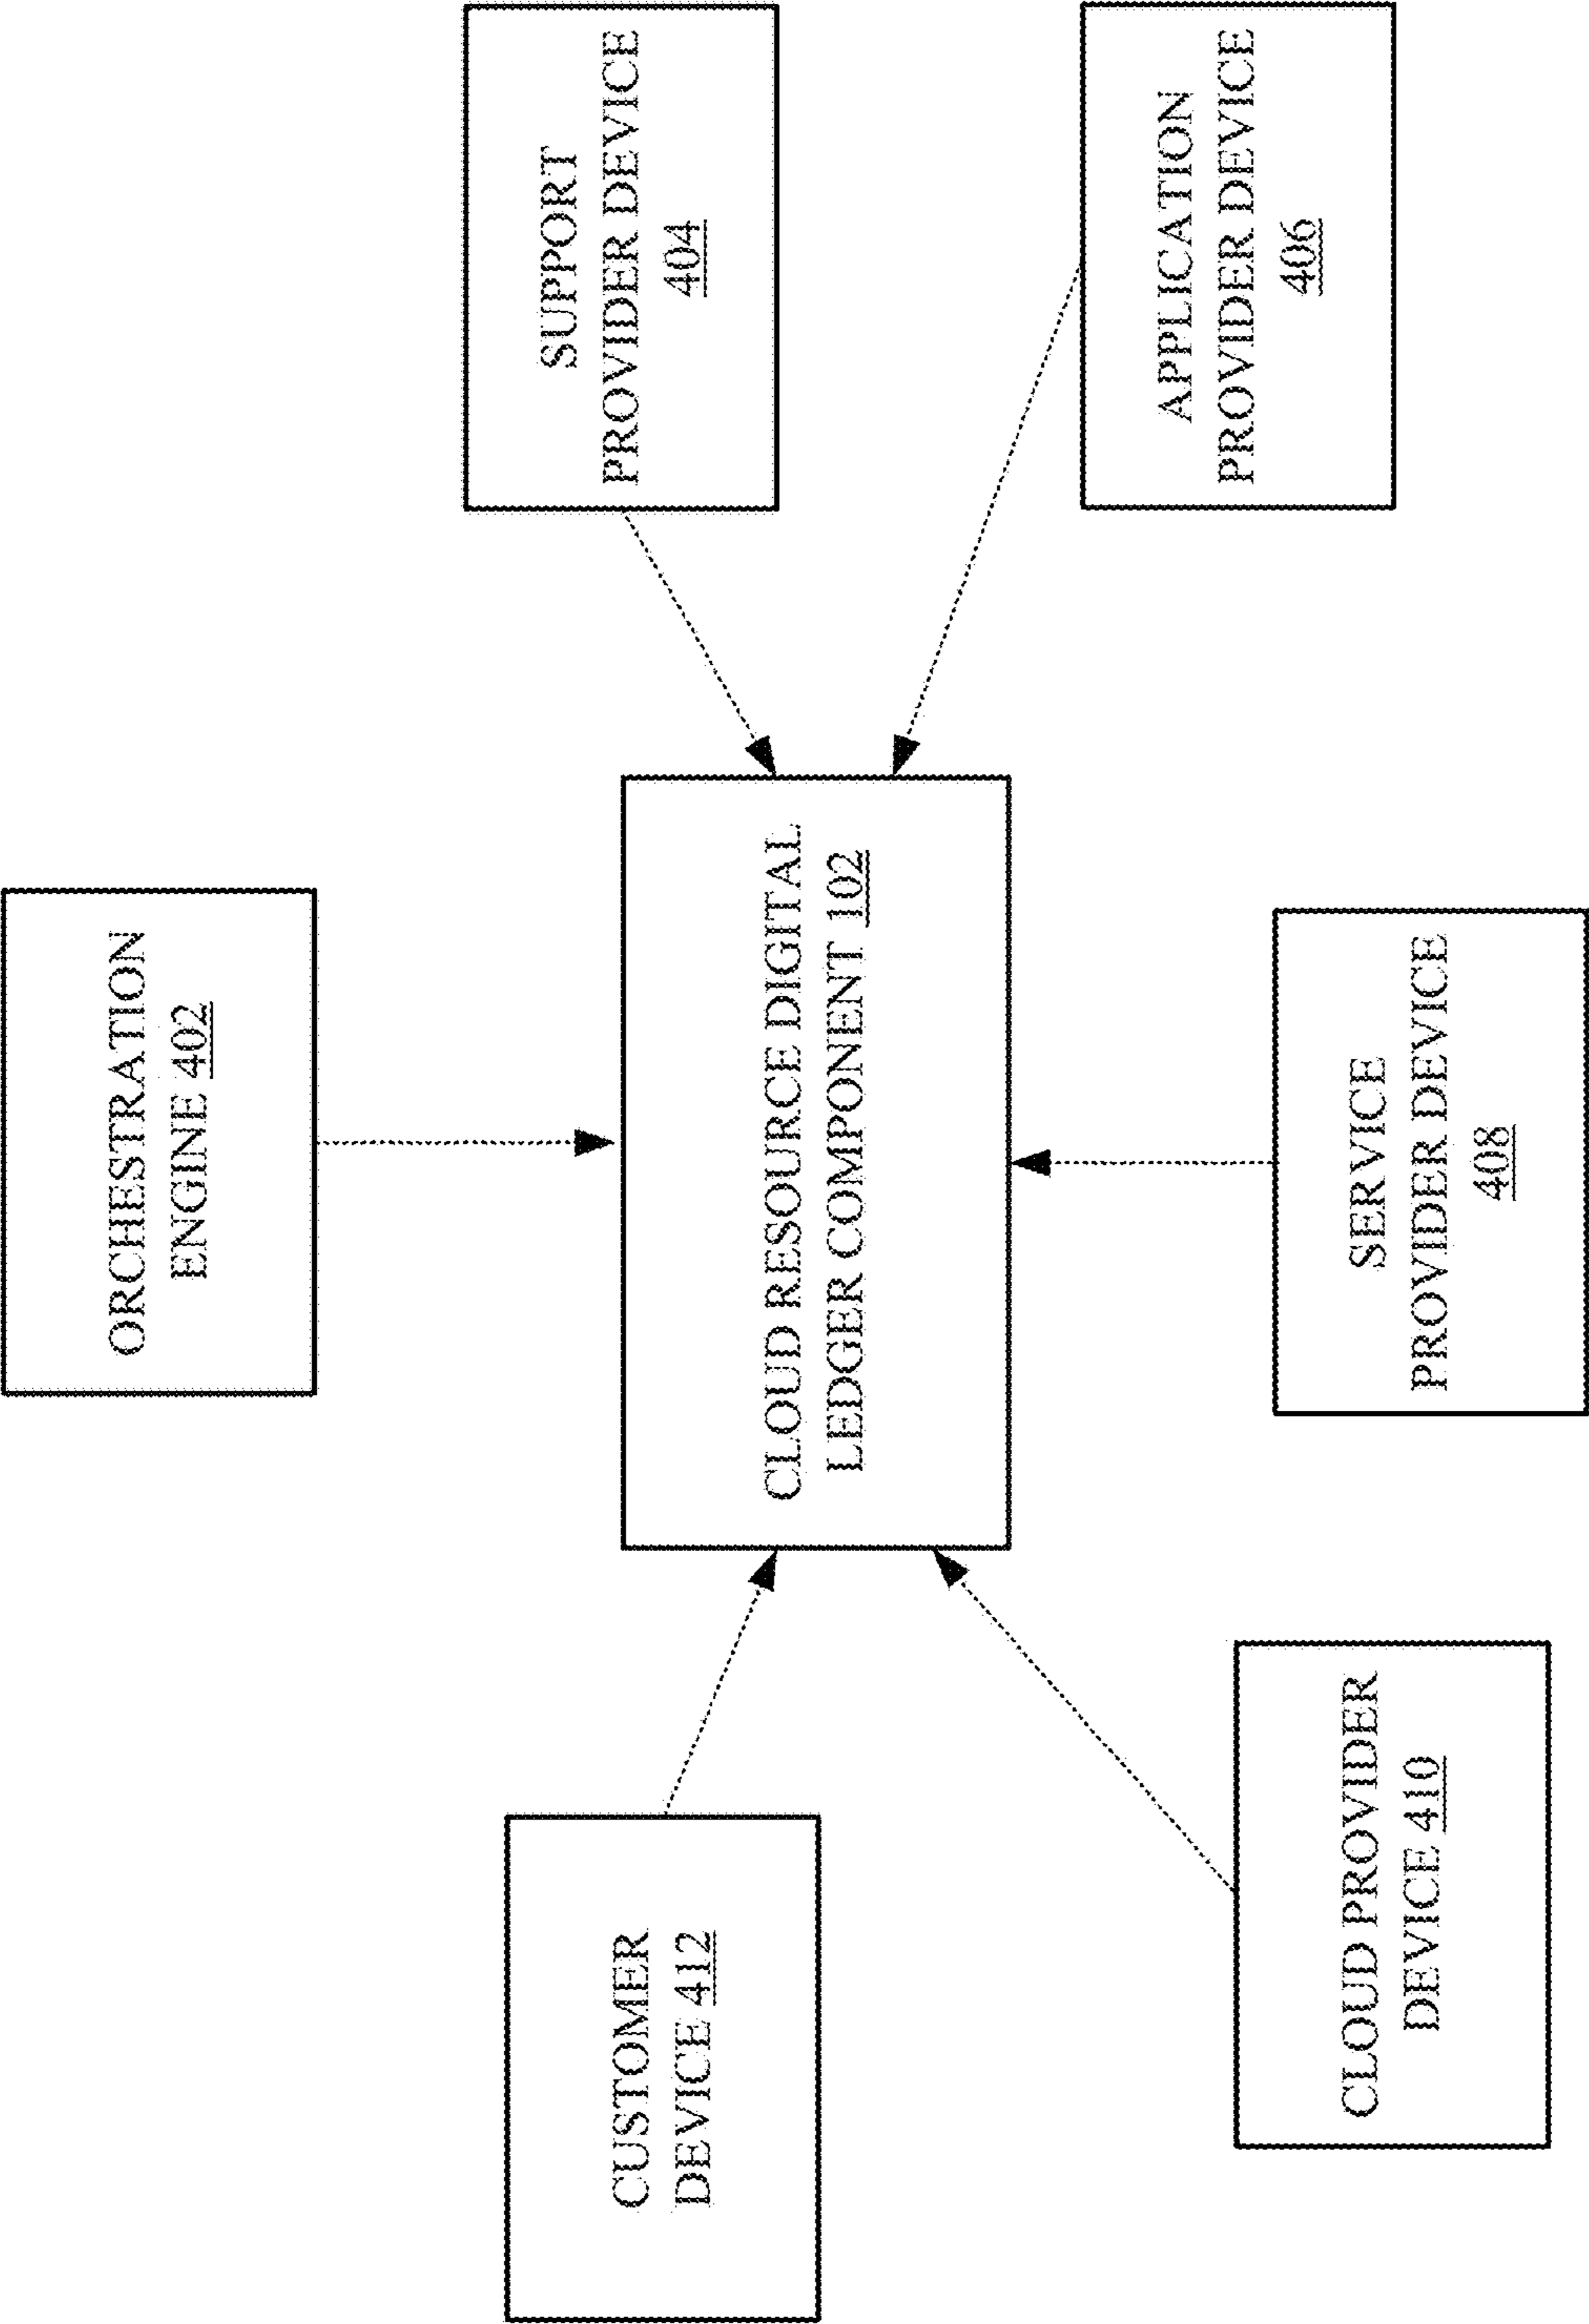 ORCHESTRATION
ENGINE 402
SUPPORT
PROVIDER DEVICE
404
CUSTOMER
DEVICE 412
CLOUD RESOURCE DIGITAL
LEDGER COMPONENT 102
APPLICATION
PROVIDER DEVICE
406
CLOUD PROVIDER
DEVICE 410
SERVICE
PROVIDER DEVICE
408